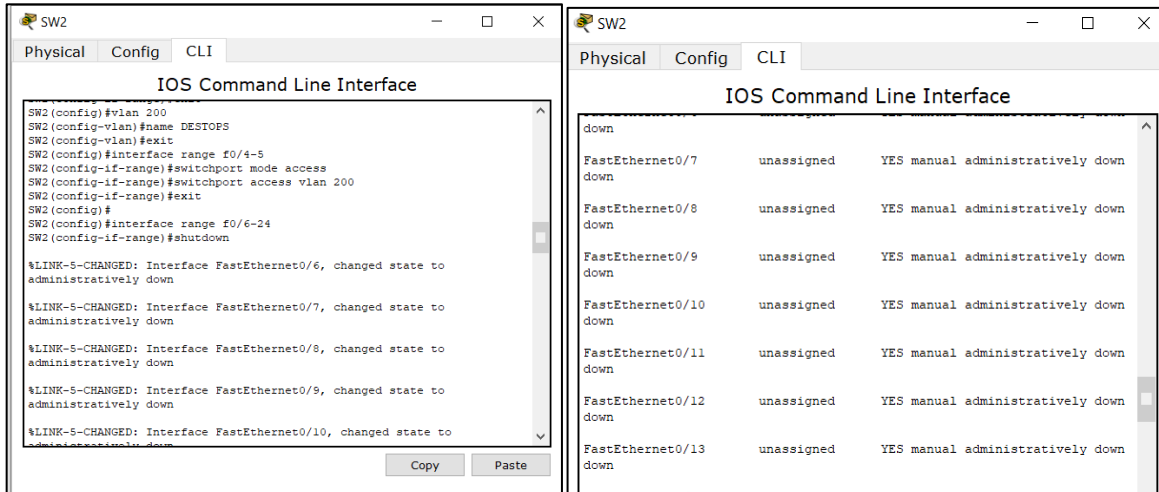 SW2
Physical Config CLI
IOS Command Line Interface
SW2(config)#vlan 200
SW2(config-vlan)#name DESTOPS
SW2(config-vlan)#exit
SW2(config)#interface range f0/4-5
SW2(config-if-range)#switchport mode access
SW2(config-if-range)#switchport access vlan 200
SW2(config-if-range)#exit
SW2(config)#
SW2(config)#interface range f0/6-24
SW2(config-if-range)#shutdown
%LINK-5-CHANGED: Interface FastEthernet0/6, changed state to
administratively down
%LINK-5-CHANGED: Interface FastEthernet0/7, changed state to
administratively down
%LINK-5-CHANGED: Interface FastEthernet0/8, changed state to
administratively down
%LINK-5-CHANGED: Interface FastEthernet0/9, changed state to
administratively down
%LINK-5-CHANGED: Interface FastEthernet0/10, changed state to
administratively down
Copy Paste
SW2
Physical Config CLI
IOS Command Line Interface
down
FastEthernet0/7 unassigned YES manual administratively down
down
FastEthernet0/8 unassigned YES manual administratively down
down
FastEthernet0/9 unassigned YES manual administratively down
down
FastEthernet0/10 unassigned YES manual administratively down
down
FastEthernet0/11 unassigned YES manual administratively down
down
FastEthernet0/12 unassigned YES manual administratively down
down
FastEthernet0/13 unassigned YES manual administratively down
down